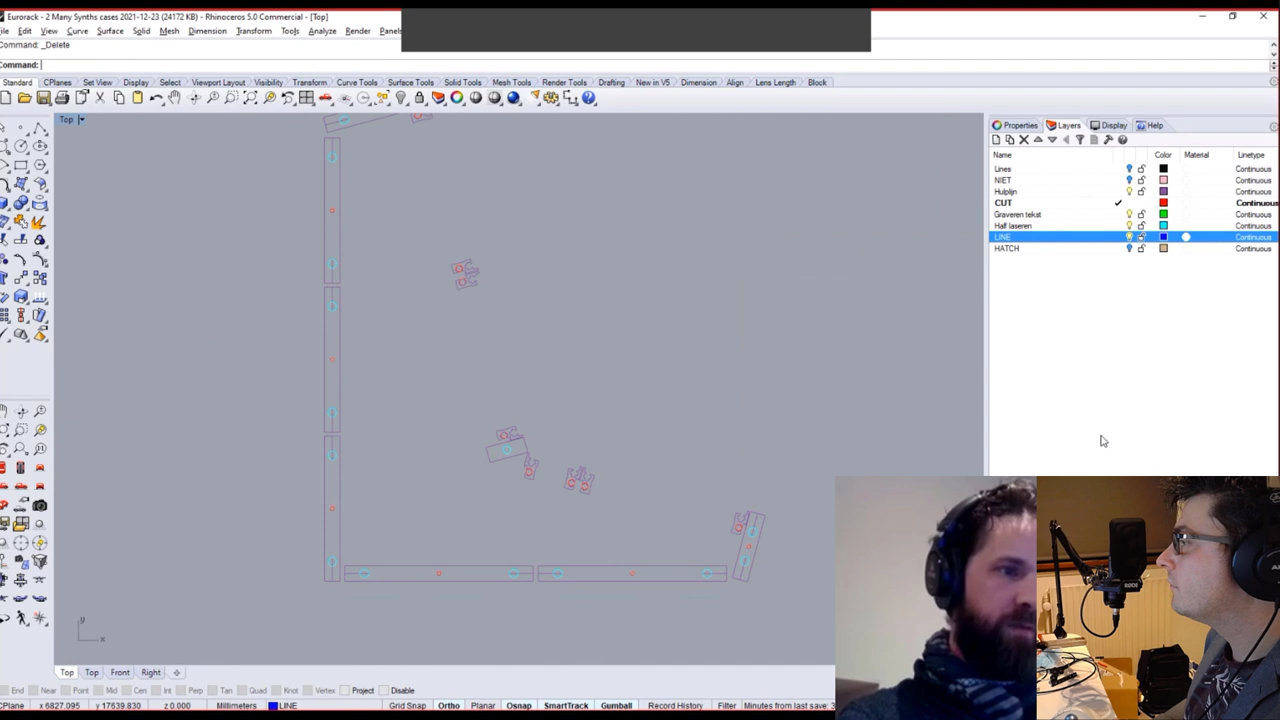 Eurorack - 2 Many Synths cases 2021-12-23 (24172 KB) - Rhinoceros 5.0 Commercial - [Top]
ile Edit View Curve Surface Solid Mesh Dimension Transform Tools Analyze Render Panels
Command: _Delete
Command:
Standard CPlanes Set View Display Select Viewport Layout Visibility Transform Curve Tools Surface Tools Solid Tools Mesh Tools Render Tools Drafting New in V5 Dimension Align Lens Length Block
Top
Properties Layers Display Help
Name Color Material Linetype
Lines Continuous
NIET Continuous
Hulplijn Continuous
CUT Continuous
Graveren tekst Continuous
Half laseren Continuous
LINE Continuous
HATCH Continuous
RØDE
y
x
Top Top Front Right
End Near Point Mid Cen Int Perp Tan Quad Knot Vertex Project Disable
CPlane x 6827.095 y 17639.830 z 0.000 Millimeters LINE Grid Snap Ortho Planar Osnap SmartTrack Gumball Record History Filter Minutes from last save: 3